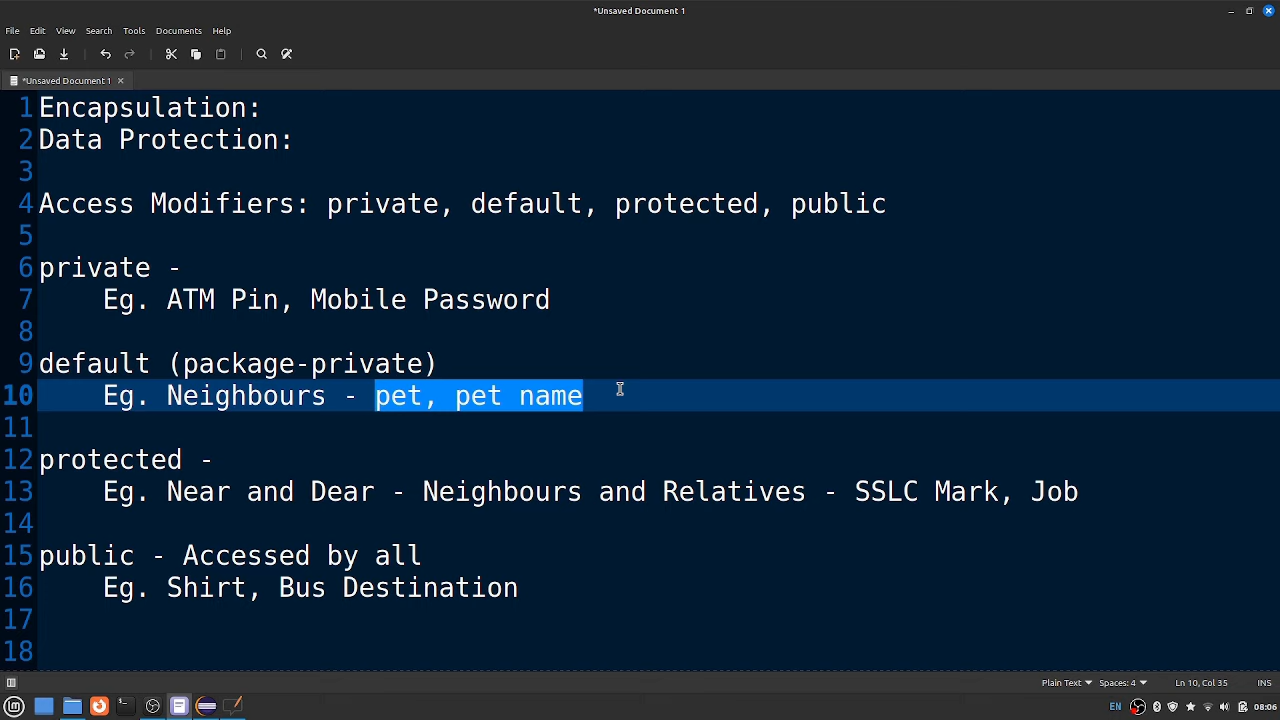 *Unsaved Document 1
File Edit View Search Tools Documents Help
*Unsaved Document 1
1 Encapsulation:
2 Data Protection:
3
4 Access Modifiers: private, default, protected, public
5
6 private -
7 Eg. ATM Pin, Mobile Password
8
9 default (package-private)
10 Eg. Neighbours - pet, pet name
11
12 protected -
13 Eg. Near and Dear - Neighbours and Relatives - SSLC Mark, Job
14
15 public - Accessed by all
16 Eg. Shirt, Bus Destination
17
18
Plain Text Spaces: 4 Ln 10, Col 35 INS
EN 08:06